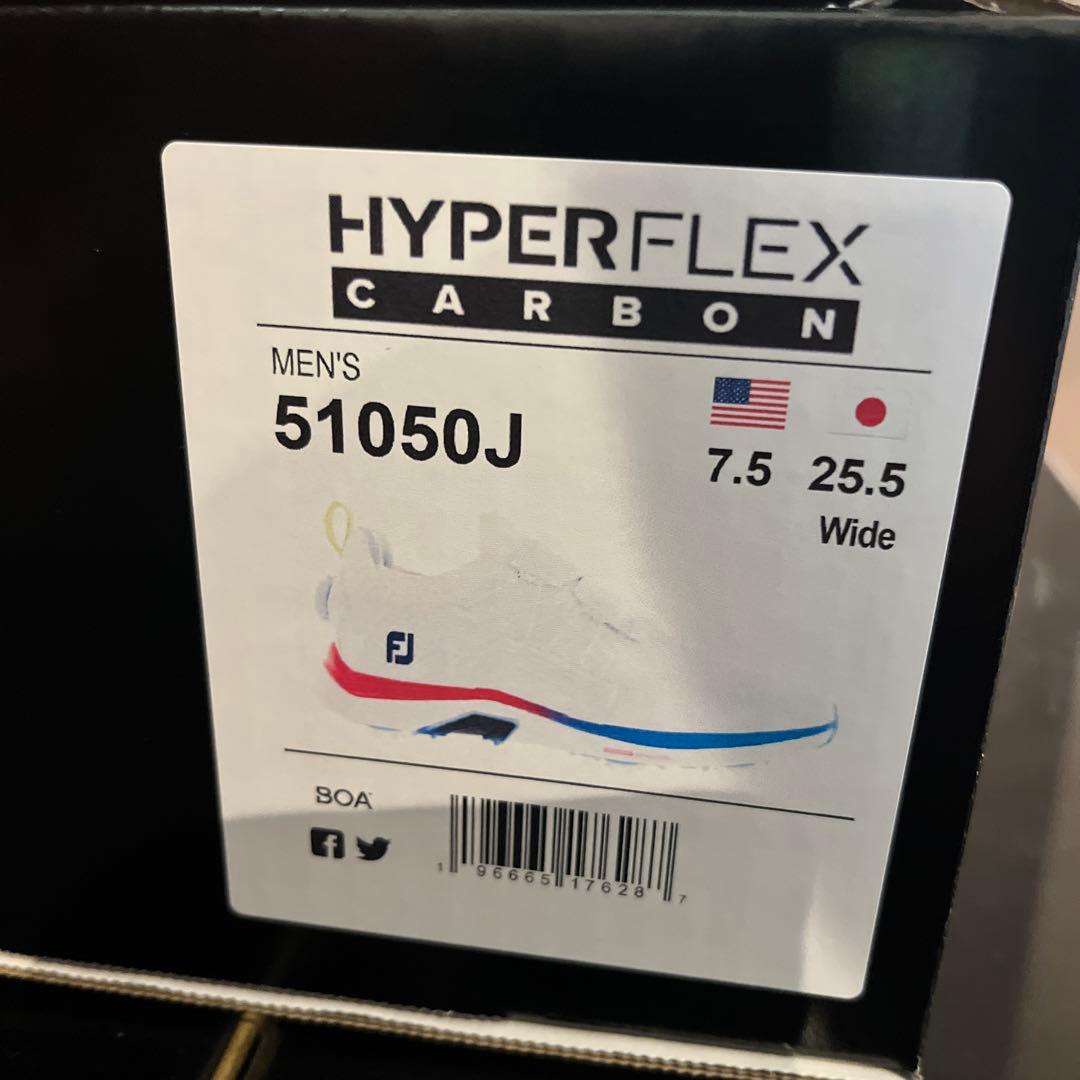 HYPERFLEX
CARBON
MEN'S
51050J
7.5 25.5
Wide
FJ
BOA
1 96665 17628 7